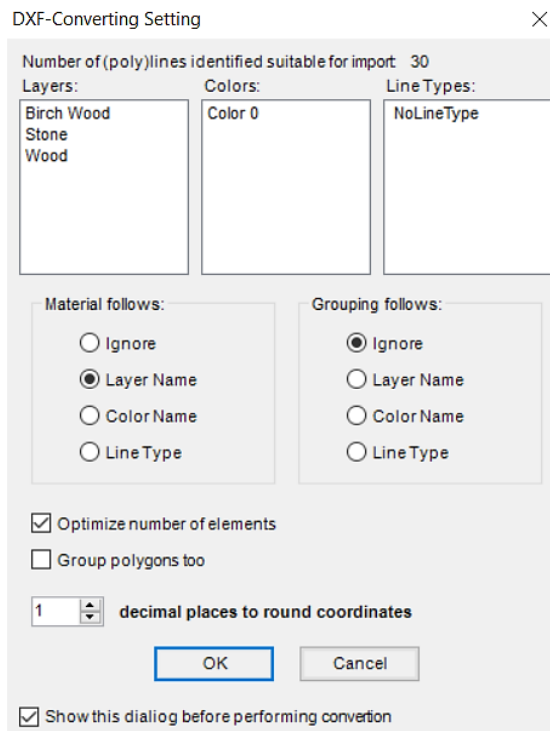 DXF-Converting Setting
Number of (poly)lines identified suitable for import 30
Layers: Colors: Line Types:
Birch Wood Color 0 NoLineType
Stone
Wood
Material follows: Grouping follows:
Ignore Ignore
Layer Name Layer Name
Color Name Color Name
Line Type Line Type
Optimize number of elements
Group polygons too
1 decimal places to round coordinates
OK Cancel
Show this dialiog before performing convertion